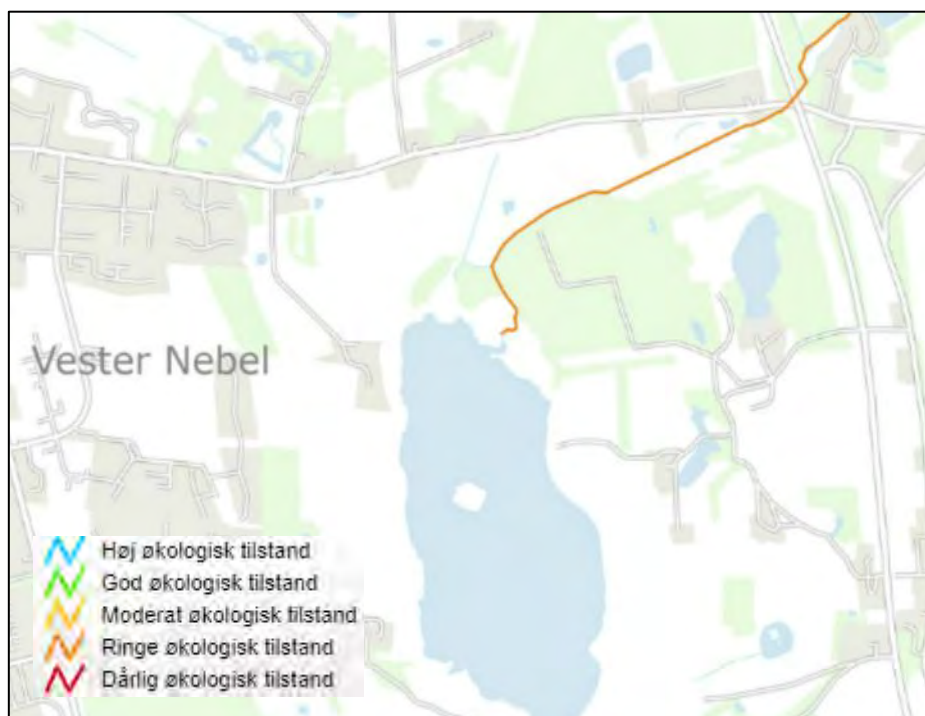 Vester Nebel
Høj økologisk tilstand
God økologisk tilstand
Moderat økologisk tilstand
Ringe økologisk tilstand
Dårlig økologisk tilstand